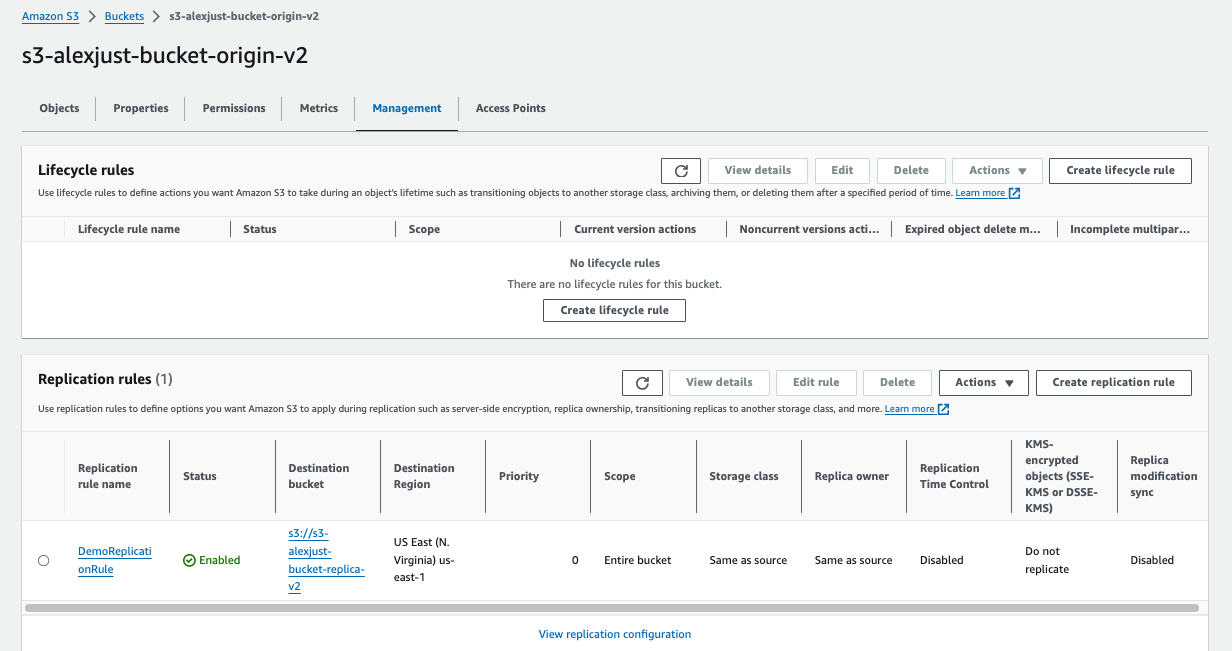 Amazon S3 > Buckets > s3-alexjust-bucket-origin-v2
s3-alexjust-bucket-origin-v2
Objects Properties Permissions Metrics Management Access Points
Lifecycle rules View details Edit Delete Actions Create lifecycle rule
Use lifecycle rules to define actions you want Amazon S3 to take during an object's lifetime such as transitioning objects to another storage class, archiving them, or deleting them after a specified period of time. Learn more
Lifecycle rule name Status Scope Current version actions Noncurrent versions acti... Expired object delete m... Incomplete multipar...
No lifecycle rules
There are no lifecycle rules for this bucket.
Create lifecycle rule
Replication rules (1) View details Edit rule Delete Actions Create replication rule
Use replication rules to define options you want Amazon S3 to apply during replication such as server-side encryption, replica ownership, transitioning replicas to another storage class, and more. Learn more
Replication
rule name
Status
Destination
bucket
Destination
Region
Priority
Scope
Storage class
Replica owner
Replication
Time Control
KMS-
encrypted
objects (SSE-
KMS or DSSE-
KMS)
Replica
modification
sync
DemoReplicati
onRule
Enabled
s3://s3-
alexjust-
bucket-replica-
v2
US East (N.
Virginia) us-
east-1
0
Entire bucket
Same as source
Same as source
Disabled
Do not
replicate
Disabled
View replication configuration